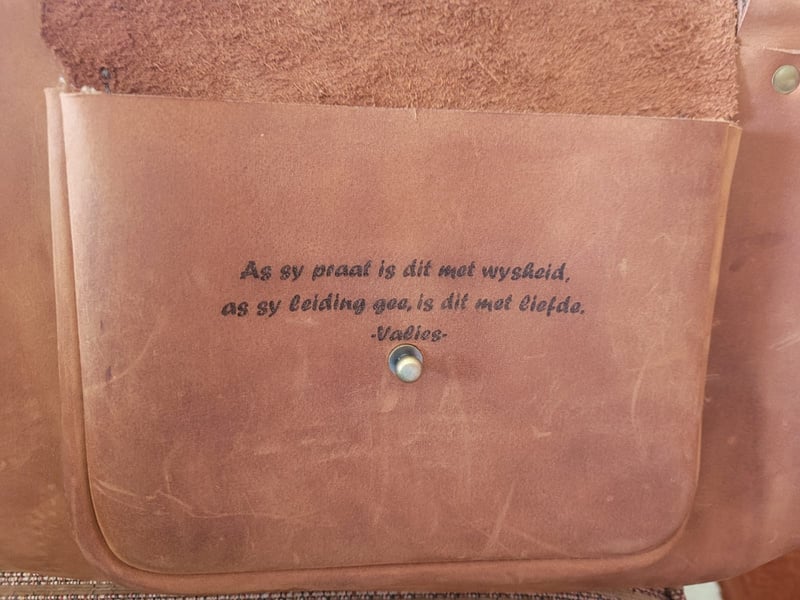 As sy praat is dit met wysheid,
as sy leiding gee, is dit met liefde.
-Valies-